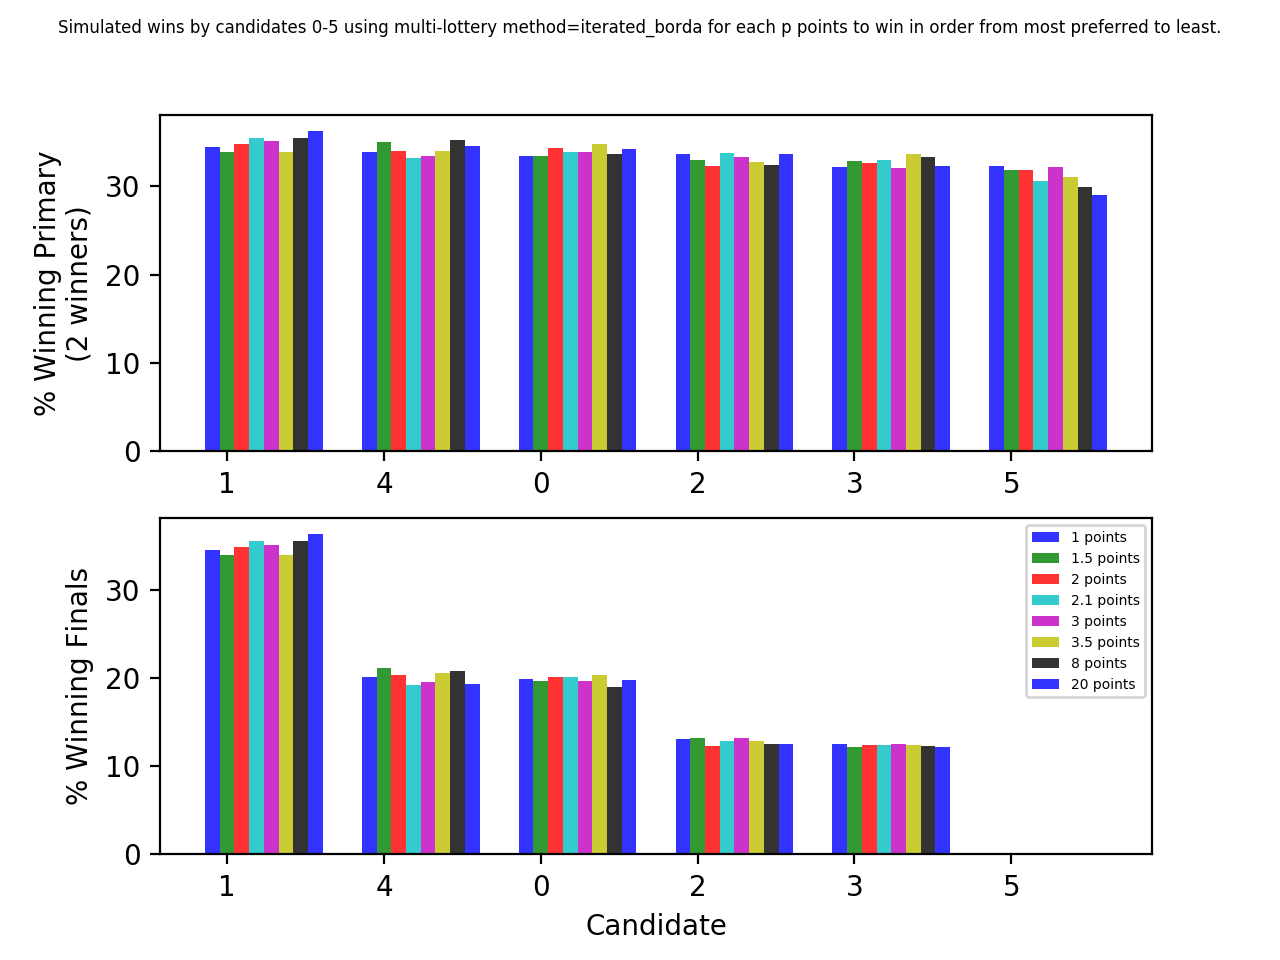 Simulated wins by candidates 0-5 using multi-lottery method=iterated_borda for each p points to win in order from most preferred to least.
% Winning Primary
(2 winners)
30
20
10
0
1 4 0 2 3 5
% Winning Finals
30
20
10
0
1 points
1.5 points
2 points
2.1 points
3 points
3.5 points
8 points
20 points
1 4 0 2 3 5
Candidate